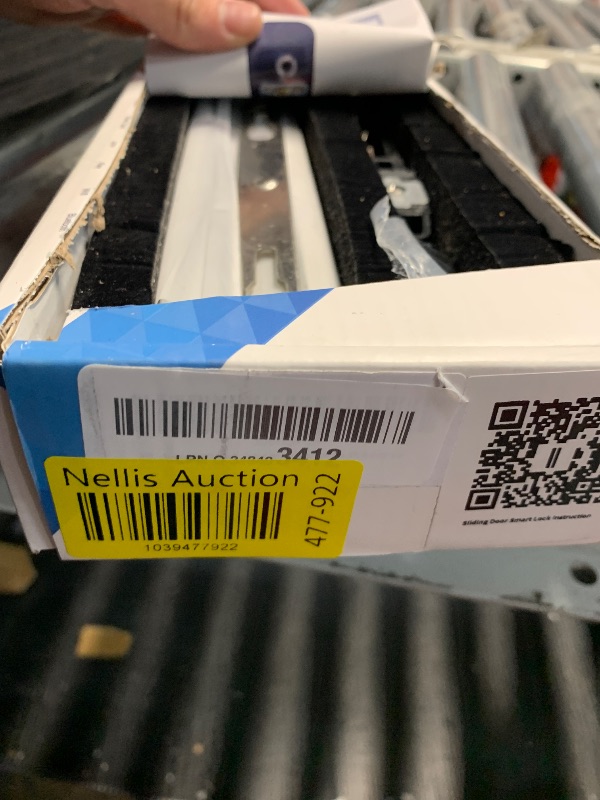 3412
Nellis Auction
1039477922
477-922
Sliding Door Smart Lock Instruction